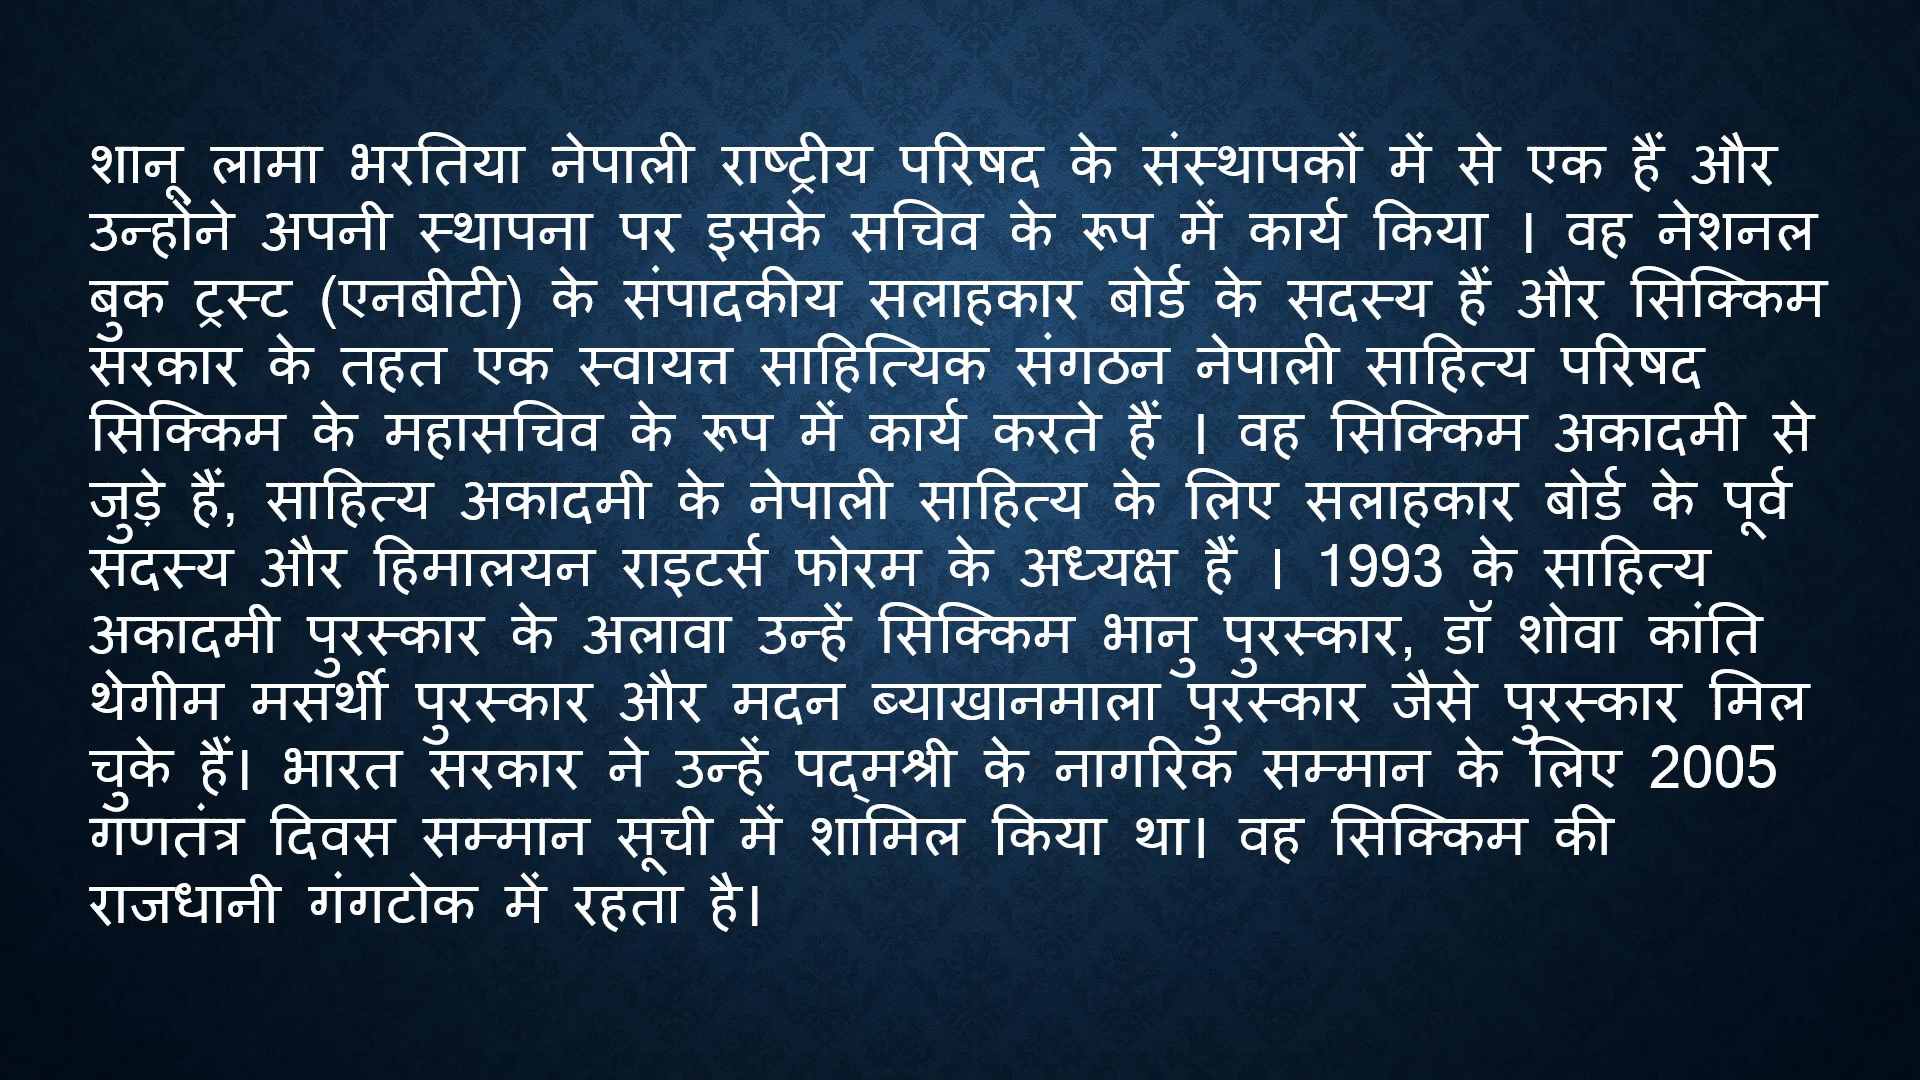 शानू लामा भरतिया नेपाली राष्ट्रीय परिषद के संस्थापकों में से एक हैं और
उन्होंने अपनी स्थापना पर इसके सचिव के रूप में कार्य किया । वह नेशनल
बुक ट्रस्ट (एनबीटी) के संपादकीय सलाहकार बोर्ड के सदस्य हैं और सिक्किम
सरकार के तहत एक स्वायत्त साहित्यिक संगठन नेपाली साहित्य परिषद
सिक्किम के महासचिव के रूप में कार्य करते हैं । वह सिक्किम अकादमी से
जुड़े हैं, साहित्य अकादमी के नेपाली साहित्य के लिए सलाहकार बोर्ड के पूर्व
सदस्य और हिमालयन राइटर्स फोरम के अध्यक्ष हैं । 1993 के साहित्य
अकादमी पुरस्कार के अलावा उन्हें सिक्किम भानु पुरस्कार, डॉ शोवा कांति
थेगीम मसर्थी पुरस्कार और मदन ब्याखानमाला पुरस्कार जैसे पुरस्कार मिल
चुके हैं। भारत सरकार ने उन्हें पद्मश्री के नागरिक सम्मान के लिए 2005
गणतंत्र दिवस सम्मान सूची में शामिल किया था। वह सिक्किम की
राजधानी गंगटोक में रहता है।